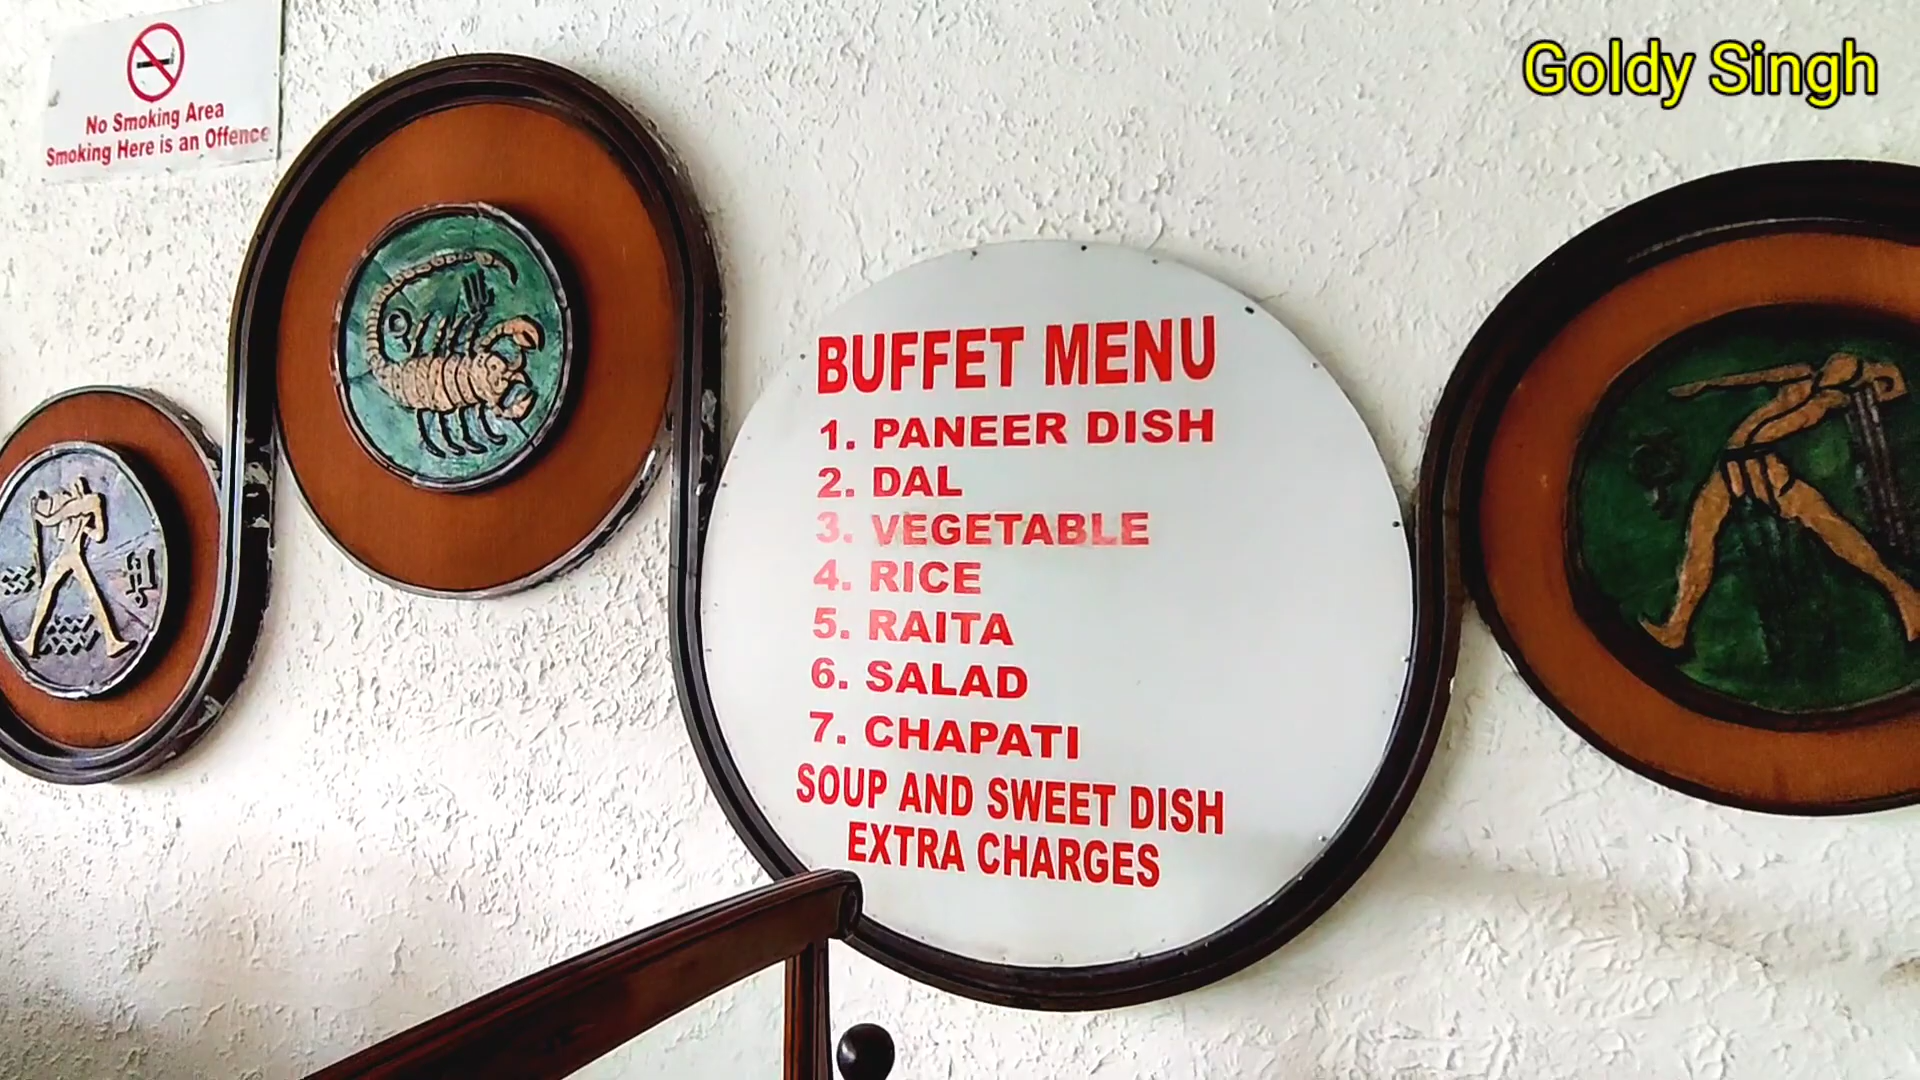 No Smoking Area
Smoking Here is an Offence
Goldy Singh
BUFFET MENU
1. PANEER DISH
2. DAL
3. VEGETABLE
4. RICE
5. RAITA
6. SALAD
7. CHAPATI
SOUP AND SWEET DISH
EXTRA CHARGES